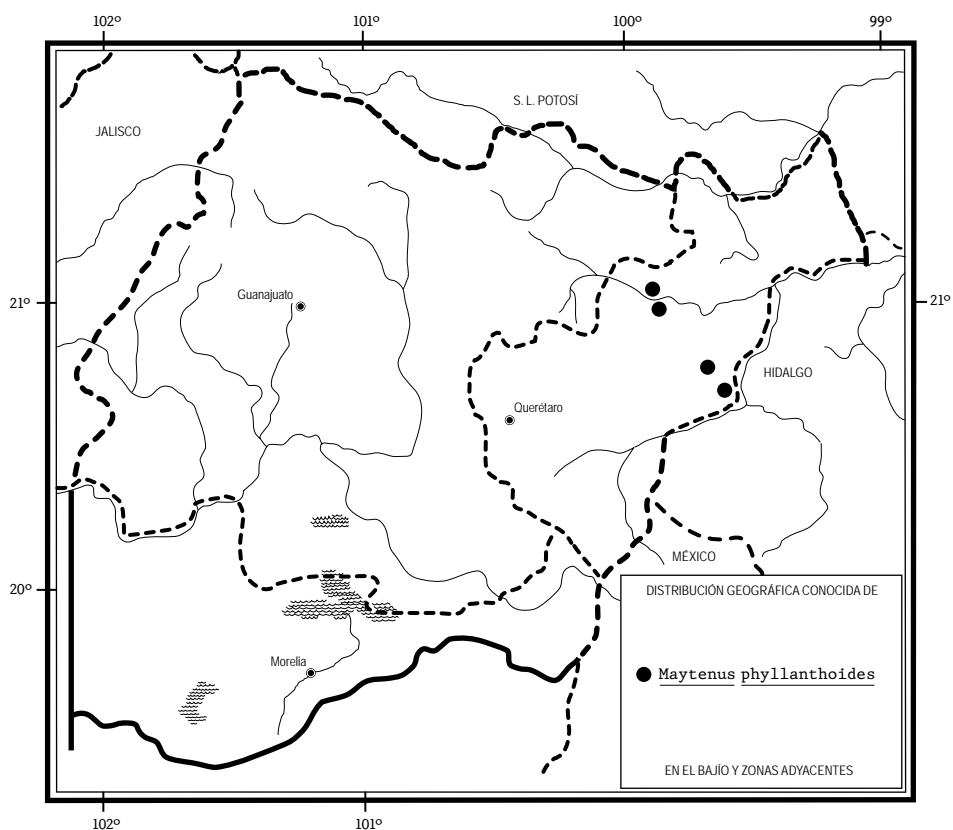 102º 101º 100º 99º
S. L. POTOSÍ
JALISCO
Guanajuato
21º 21º
HIDALGO
Querétaro
MÉXICO
20º
DISTRIBUCIÓN GEOGRÁFICA CONOCIDA DE
Morelia
Maytenus phyllanthoides
EN EL BAJÍO Y ZONAS ADYACENTES
102º 101º